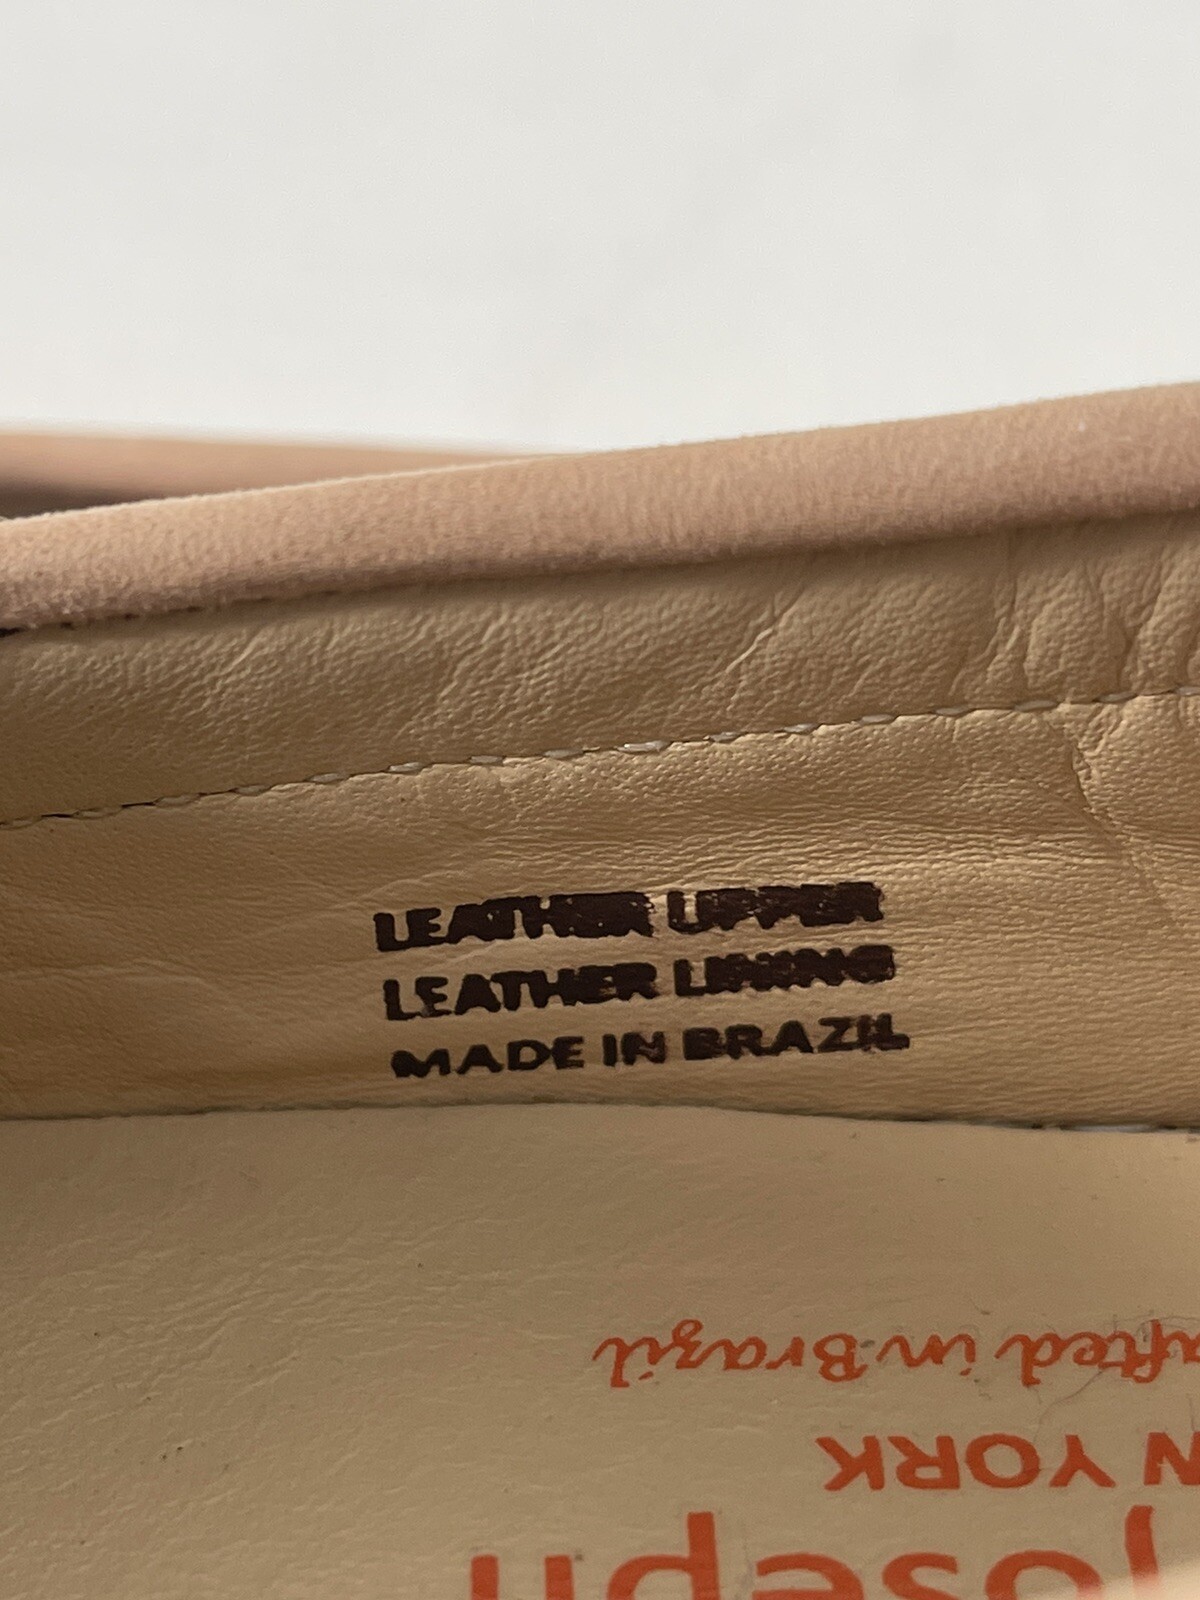 LEATHER UPPER
LEATHER LINING
MADE IN BRAZIL
afted in Brazil
N YORK
Joseph